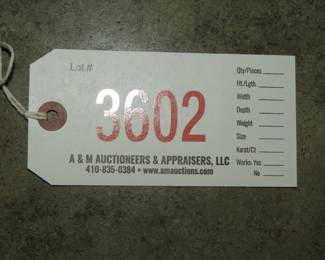 Lot #
3602
A & M AUCTIONEERS & APPRAISERS, LLC
410-835-0384 • www.amauctions.com
Qty/Pieces
Ht./Lgth.
Width
Depth
Weight
Size
Karat/Ct
Works: Yes
No